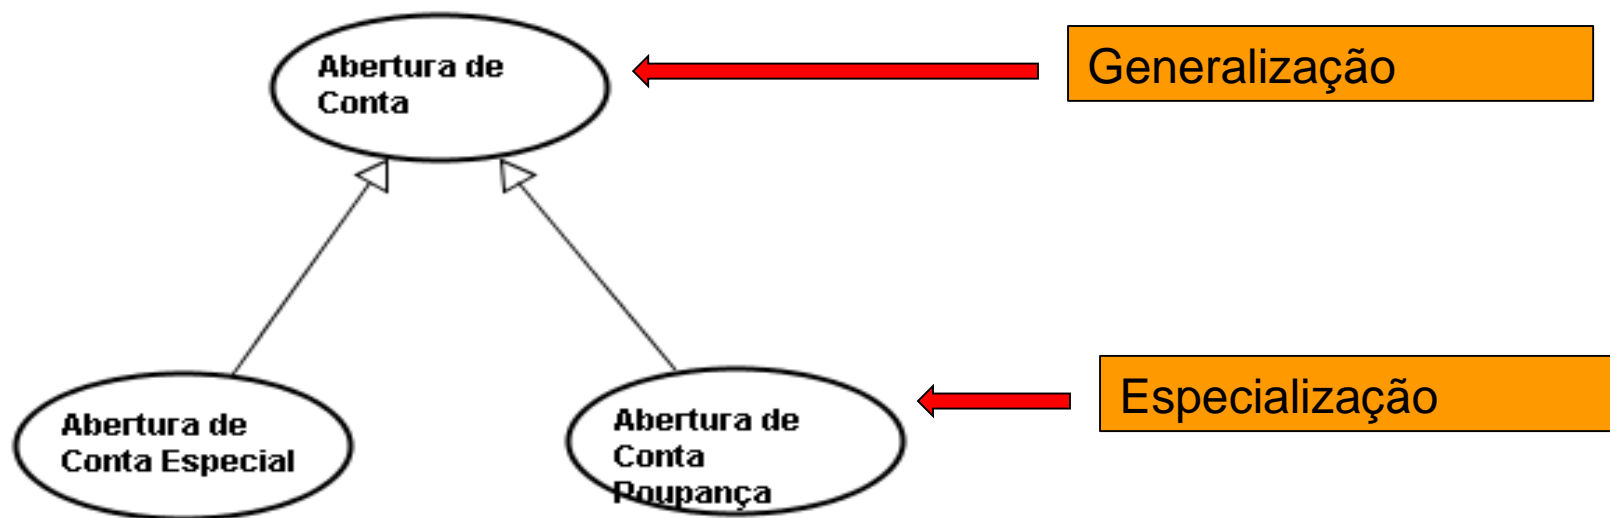 Abertura de
Conta
Generalização
Abertura de
Conta Especial
Abertura de
Conta
Poupança
Especialização